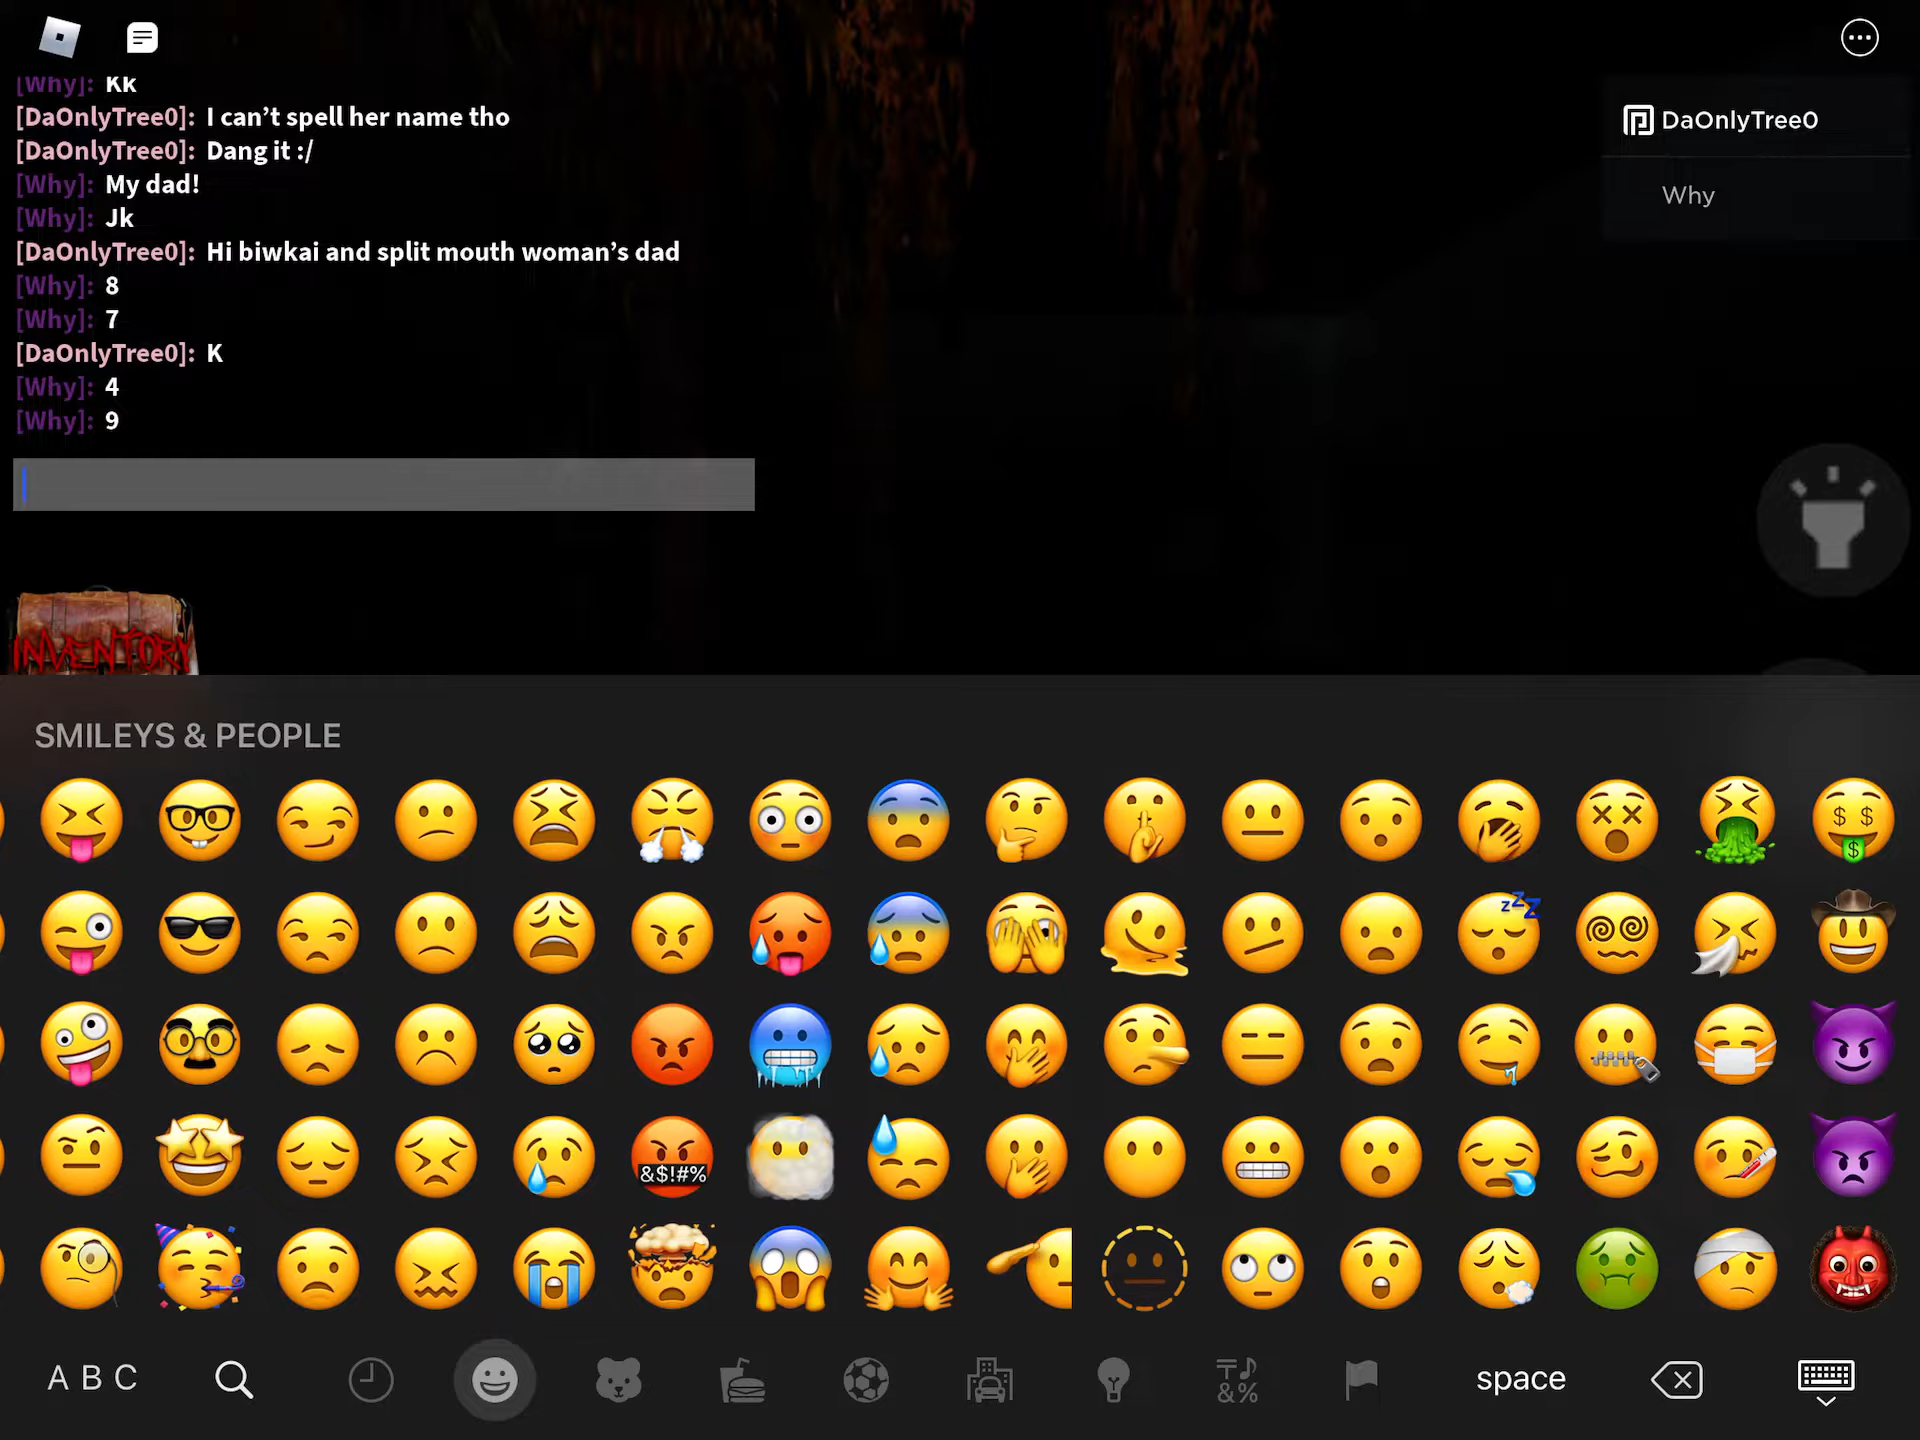 [Why]: Kk
[DaOnlyTree0]: I can’t spell her name tho
[DaOnlyTree0]: Dang it :/
[Why]: My dad!
[Why]: Jk
[DaOnlyTree0]: Hi biwkai and split mouth woman’s dad
[Why]: 8
[Why]: 7
[DaOnlyTree0]: K
[Why]: 4
[Why]: 9
DaOnlyTree0
Why
INVENTORY
SMILEYS & PEOPLE
&$!#%
ABC
space